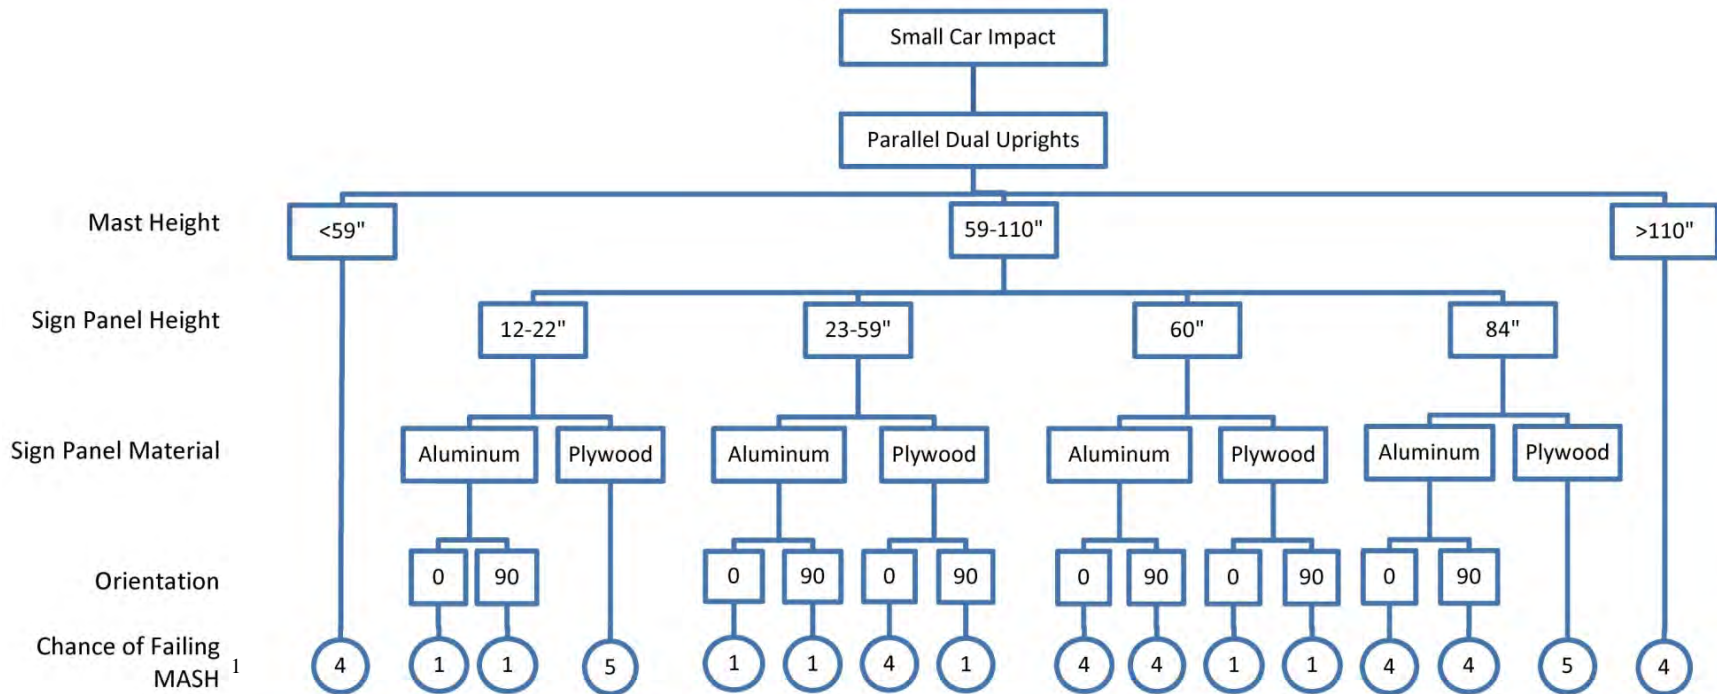 Small Car Impact
Parallel Dual Uprights
Mast Height
<59"
59-110"
>110"
Sign Panel Height
12-22"
23-59"
60"
84"
Sign Panel Material
Aluminum
Plywood
Aluminum
Plywood
Aluminum
Plywood
Aluminum
Plywood
Orientation
0
90
0
90
0
90
0
90
0
90
0
90
Chance of Failing
MASH 1
4
1
1
5
1
1
4
1
4
4
1
1
4
4
5
4